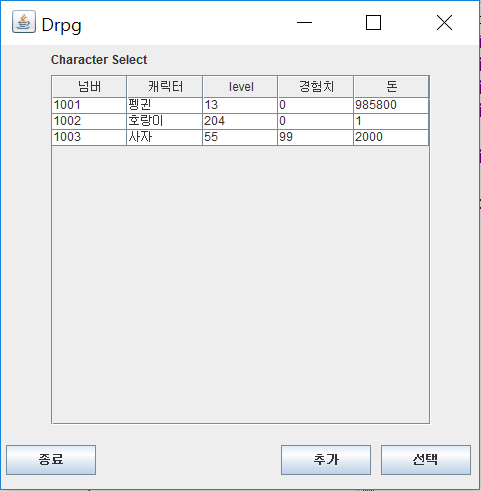 Drpg
Character Select
넘버 캐릭터 level 경험치 돈
1001 펭귄 13 0 985800
1002 호랑이 204 0 1
1003 사자 55 99 2000
종료 추가 선택